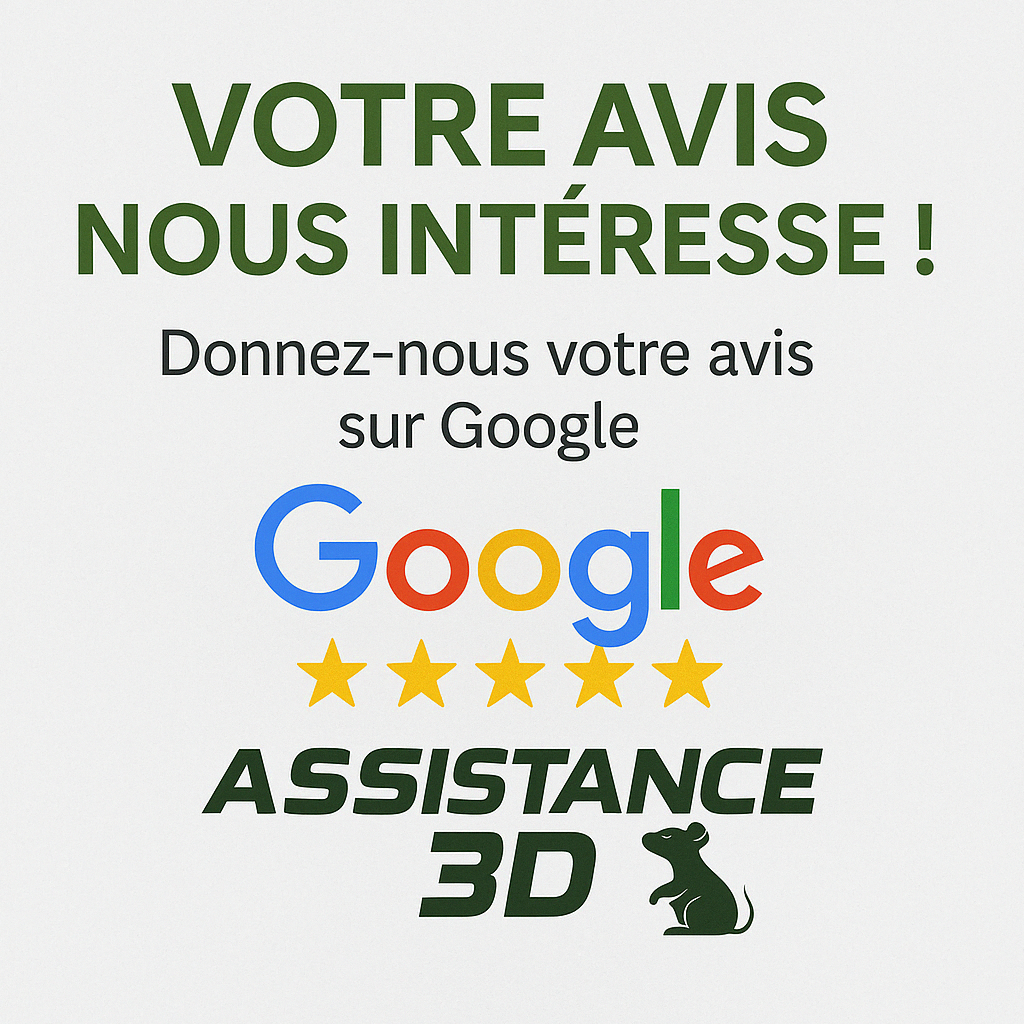 VOTRE AVIS
NOUS INTÉRESSE !
Donnez-nous votre avis
sur Google
Google
ASSISTANCE
3D